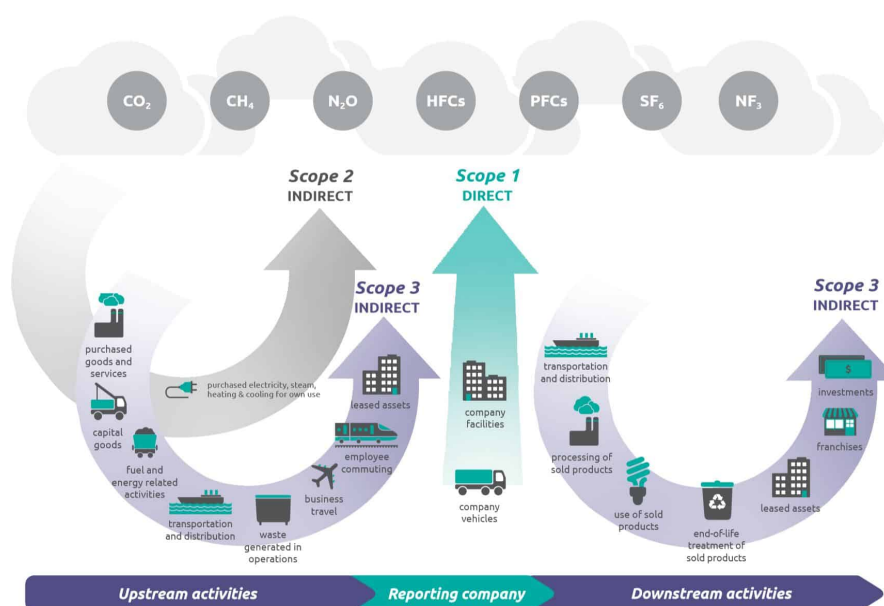 CO₂
CH₄
N₂O
HFCs
PFCs
SF₆
NF₃
Scope 2
INDIRECT
Scope 1
DIRECT
Scope 3
INDIRECT
Scope 3
INDIRECT
purchased
goods and
services
capital
goods
fuel and
energy related
activities
transportation
and distribution
waste
generated in
operations
business
travel
employee
commuting
leased assets
purchased electricity, steam,
heating & cooling for own use
company
facilities
company
vehicles
transportation
and distribution
processing of
sold products
use of sold
products
end-of-life
treatment of
sold products
leased assets
franchises
investments
$
Upstream activities
Reporting company
Downstream activities